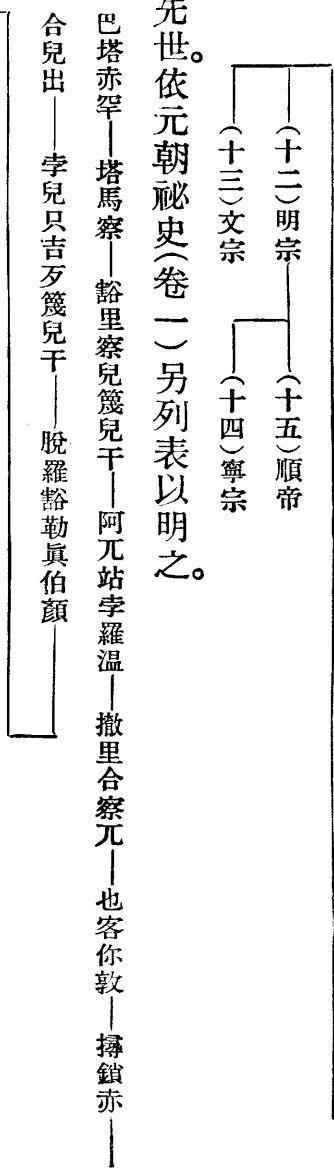 (十二)明宗 (十五)順帝
(十三)文宗 (十四)寧宗
先世。依元朝祕史(卷一)另列表以明之。
巴塔赤罕——塔馬察——豁里察兒篾兒干——阿兀站孛羅溫——撤里合察兀——也客你敦——撏鎖赤——
合兒出——孛兒只吉歹篾兒干——脫羅豁勒眞伯顏